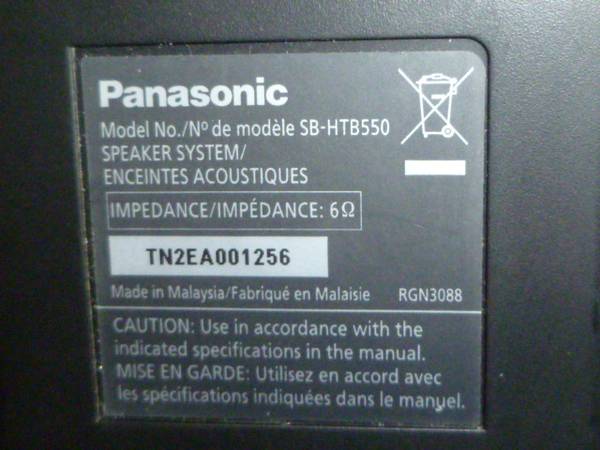 Panasonic
Model No./Nº de modèle SB-HTB550
SPEAKER SYSTEM/
ENCEINTES ACOUSTIQUES
IMPEDANCE/IMPÉDANCE: 6Ω
TN2EA001256
Made in Malaysia/Fabriqué en Malaisie RGN3088
CAUTION: Use in accordance with the
indicated specifications in the manual.
MISE EN GARDE: Utilisez en accord avec
les spécifications indiquées dans le manuel.